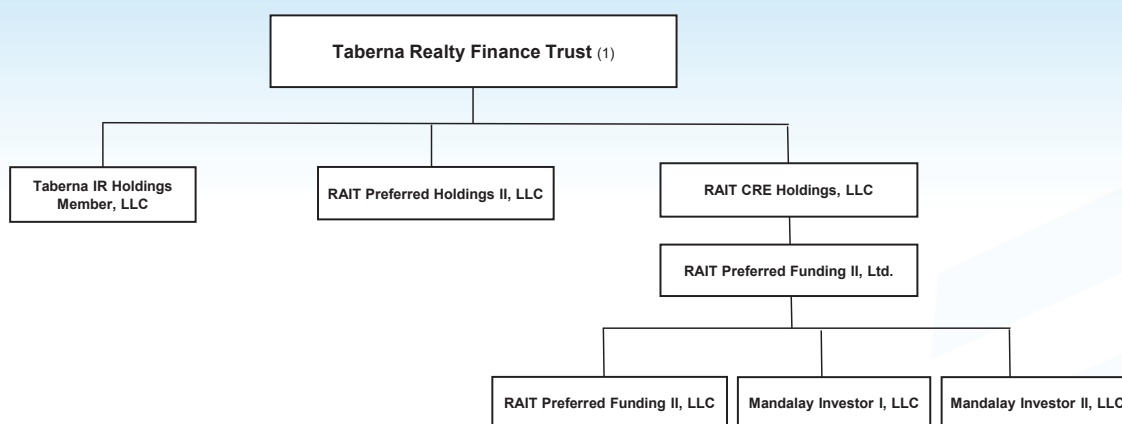 Taberna Realty Finance Trust (1)
Taberna IR Holdings
Member, LLC
RAIT Preferred Holdings II, LLC
RAIT CRE Holdings, LLC
RAIT Preferred Funding II, Ltd.
RAIT Preferred Funding II, LLC
Mandalay Investor I, LLC
Mandalay Investor II, LLC